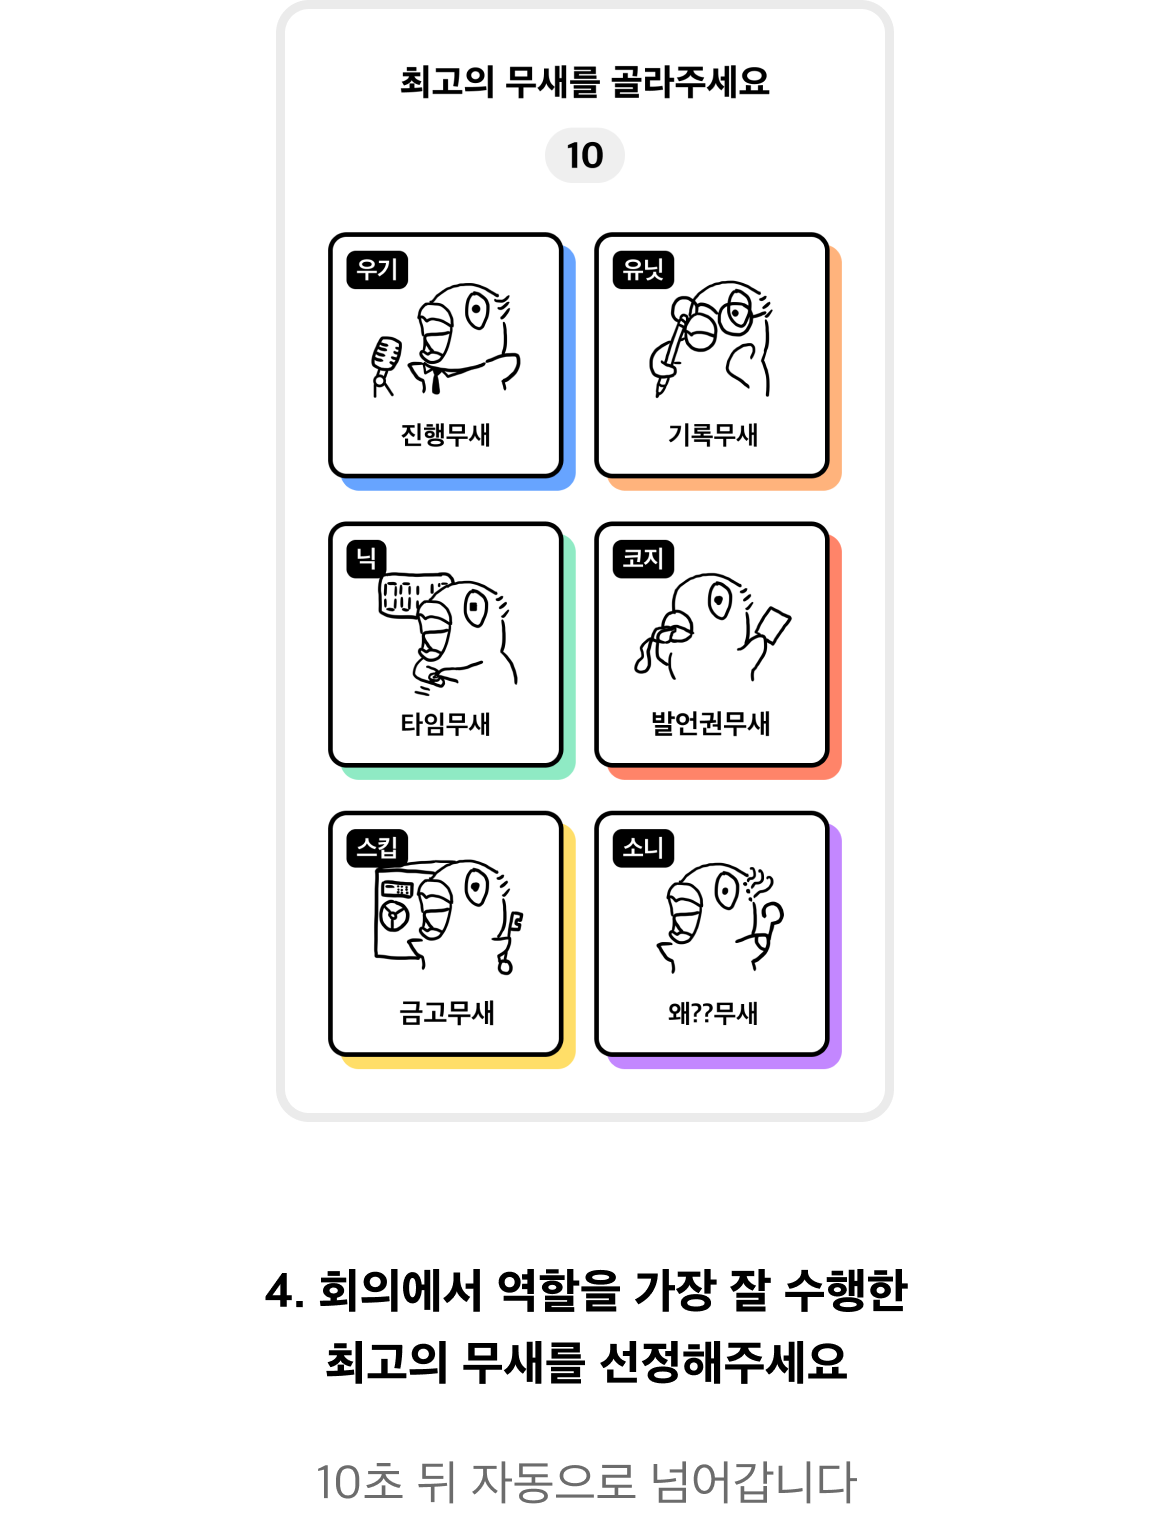 최고의 무새를 골라주세요
10
우기
유닛
진행무새
기록무새
닉
코지
타임무새
발언권무새
스킵
소니
금고무새
왜??무새
4. 회의에서 역할을 가장 잘 수행한
최고의 무새를 선정해주세요
10초 뒤 자동으로 넘어갑니다